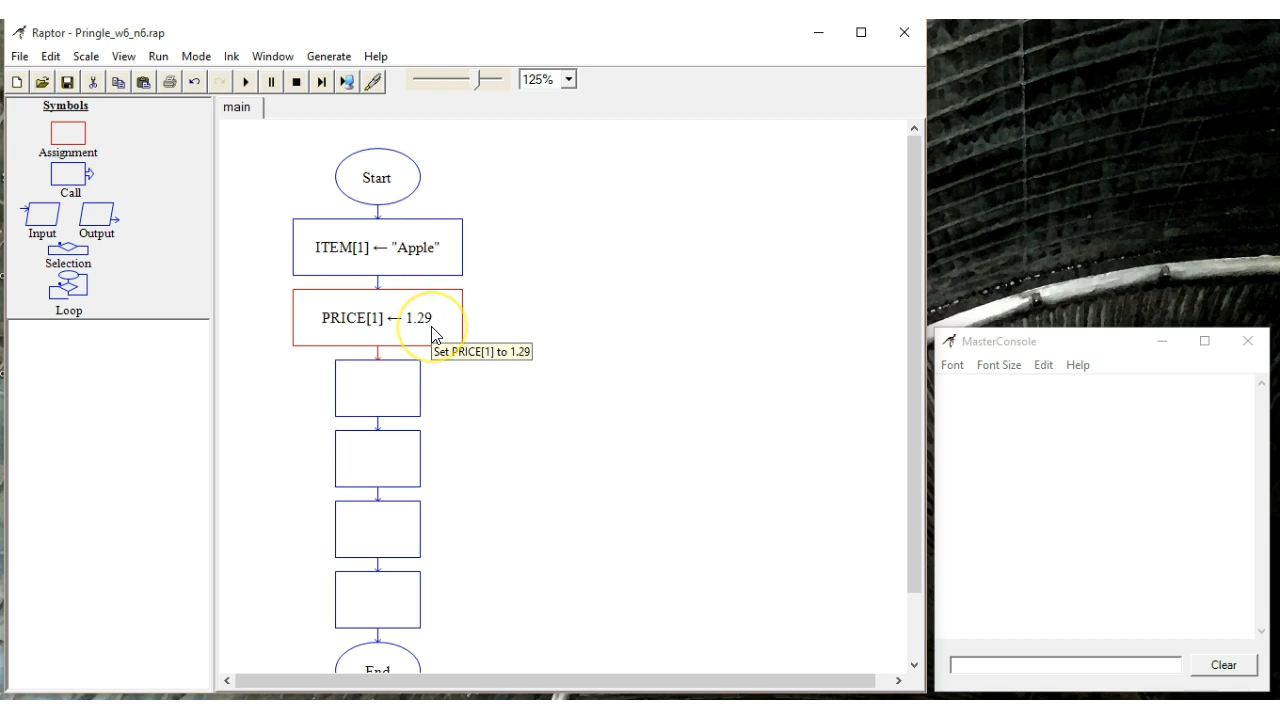 Raptor - Pringle_w6_n6.rap
File Edit Scale View Run Mode Ink Window Generate Help
125%
Symbols
Assignment
Call
Input Output
Selection
Loop
main
Start
ITEM[1] ← "Apple"
PRICE[1] ← 1.29
Set PRICE[1] to 1.29
End
MasterConsole
Font Font Size Edit Help
Clear